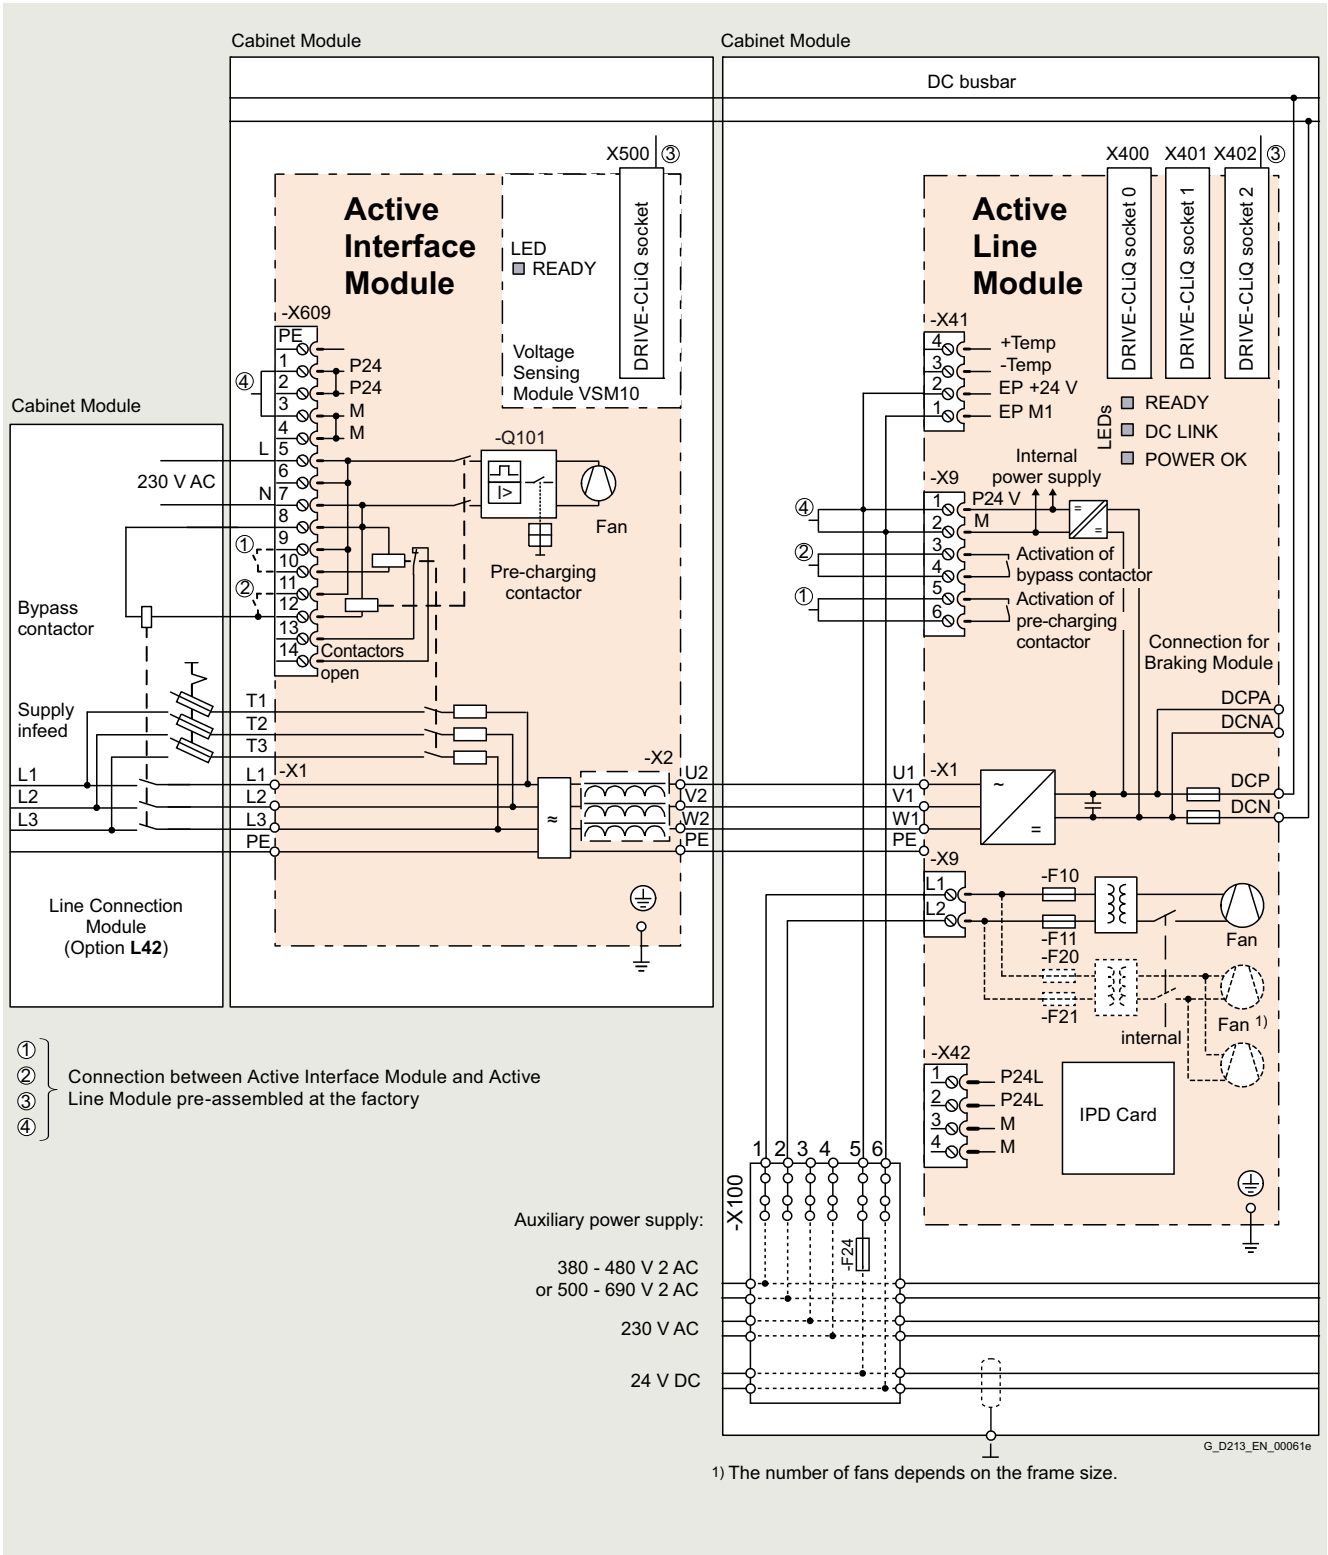 Cabinet Module
Cabinet Module
DC busbar
X500
③
X400
X401
X402
③
Active
Interface
Module
LED
READY
DRIVE-CLiQ socket
Voltage
Sensing
Module VSM10
Active
Line
Module
DRIVE-CLiQ socket 0
DRIVE-CLiQ socket 1
DRIVE-CLiQ socket 2
-X609
PE
1
P24
2
P24
3
M
4
M
④
5
6
7
8
9
10
11
12
13
14
L
230 V AC
N
①
②
-Q101
I>
Fan
Pre-charging
contactor
Contactors
open
-X41
4
+Temp
3
-Temp
2
EP +24 V
1
EP M1
LEDs
READY
DC LINK
POWER OK
Internal
power supply
-X9
1
P24 V
2
M
3
4
5
6
④
②
①
=
=
Activation of
bypass contactor
Activation of
pre-charging
contactor
Connection for
Braking Module
DCPA
DCNA
DCP
DCN
Cabinet Module
Bypass
contactor
Supply
infeed
L1
L2
L3
T1
T2
T3
-X1
L1
L2
L3
PE
≈
-X2
U2
V2
W2
PE
U1
V1
W1
PE
-X1
~
=
Line Connection
Module
(Option L42)
-X9
L1
L2
-F10
-F11
-F20
-F21
Fan
Fan 1)
internal
-X42
1
P24L
2
P24L
3
M
4
M
IPD Card
①
②
③
④
Connection between Active Interface Module and Active
Line Module pre-assembled at the factory
1 2 3 4 5 6
-X100
-F24
Auxiliary power supply:
380 - 480 V 2 AC
or 500 - 690 V 2 AC
230 V AC
24 V DC
G_D213_EN_00061e
1) The number of fans depends on the frame size.